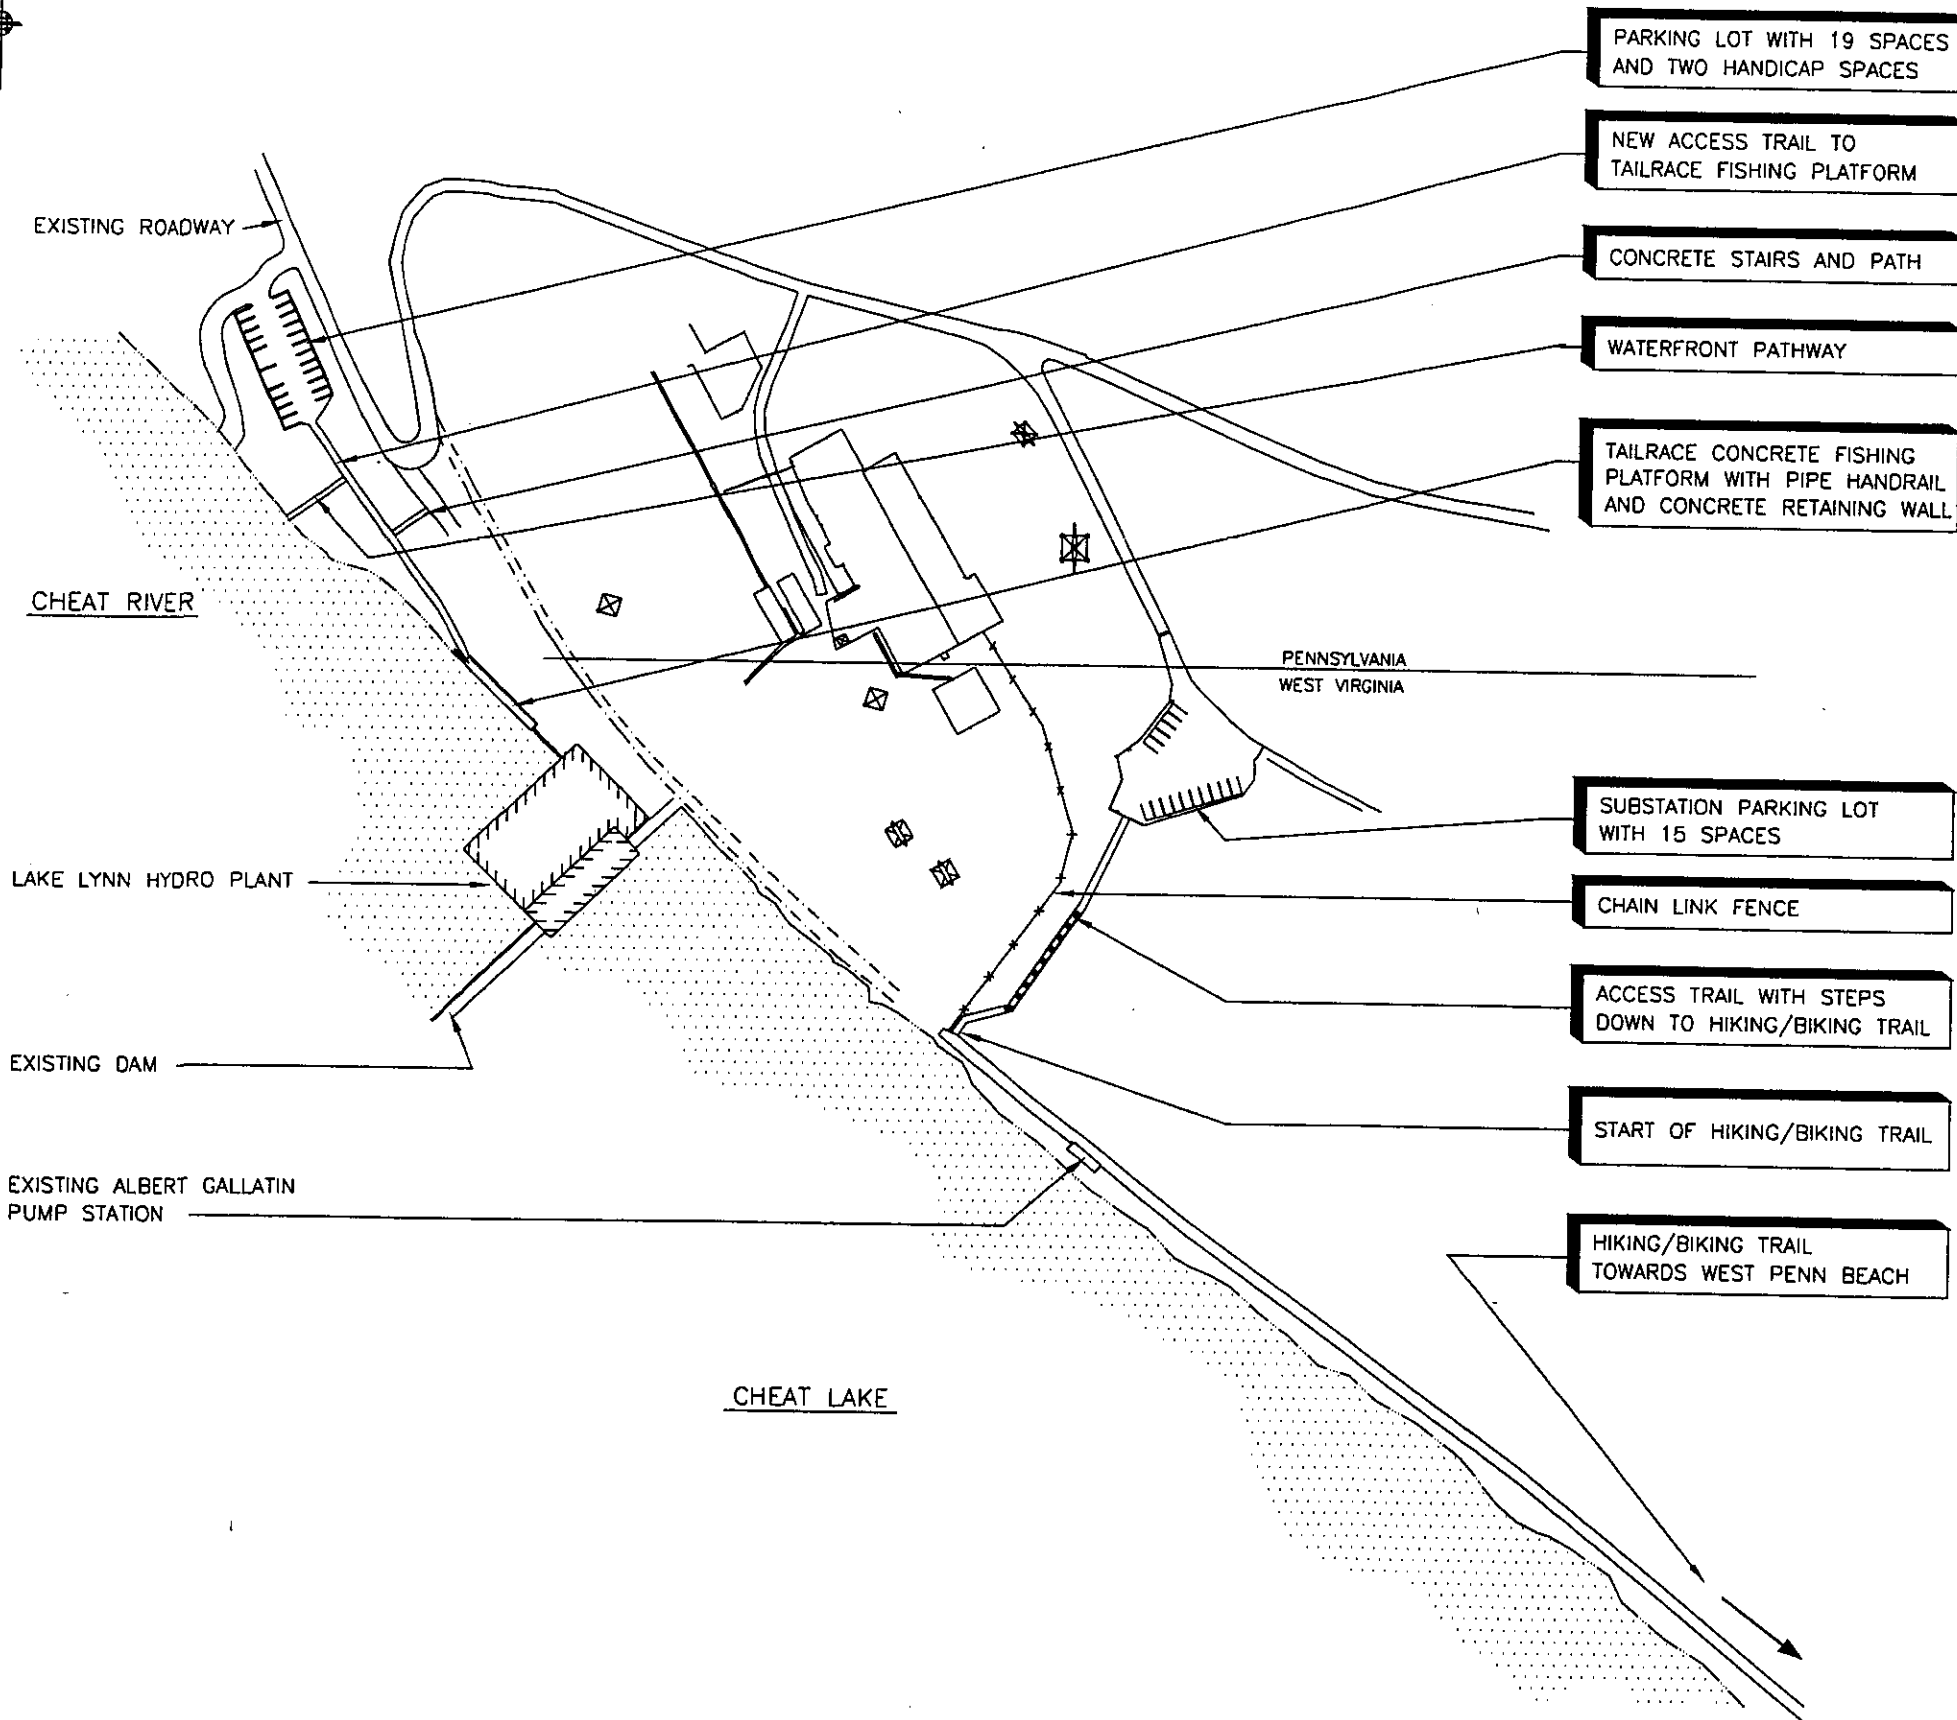 PARKING LOT WITH 19 SPACES
AND TWO HANDICAP SPACES
NEW ACCESS TRAIL TO
TAILRACE FISHING PLATFORM
EXISTING ROADWAY
CONCRETE STAIRS AND PATH
WATERFRONT PATHWAY
TAILRACE CONCRETE FISHING
PLATFORM WITH PIPE HANDRAIL
AND CONCRETE RETAINING WALL
CHEAT RIVER
PENNSYLVANIA
WEST VIRGINIA
SUBSTATION PARKING LOT
WITH 15 SPACES
LAKE LYNN HYDRO PLANT
CHAIN LINK FENCE
ACCESS TRAIL WITH STEPS
DOWN TO HIKING/BIKING TRAIL
EXISTING DAM
START OF HIKING/BIKING TRAIL
EXISTING ALBERT GALLATIN
PUMP STATION
HIKING/BIKING TRAIL
TOWARDS WEST PENN BEACH
CHEAT LAKE